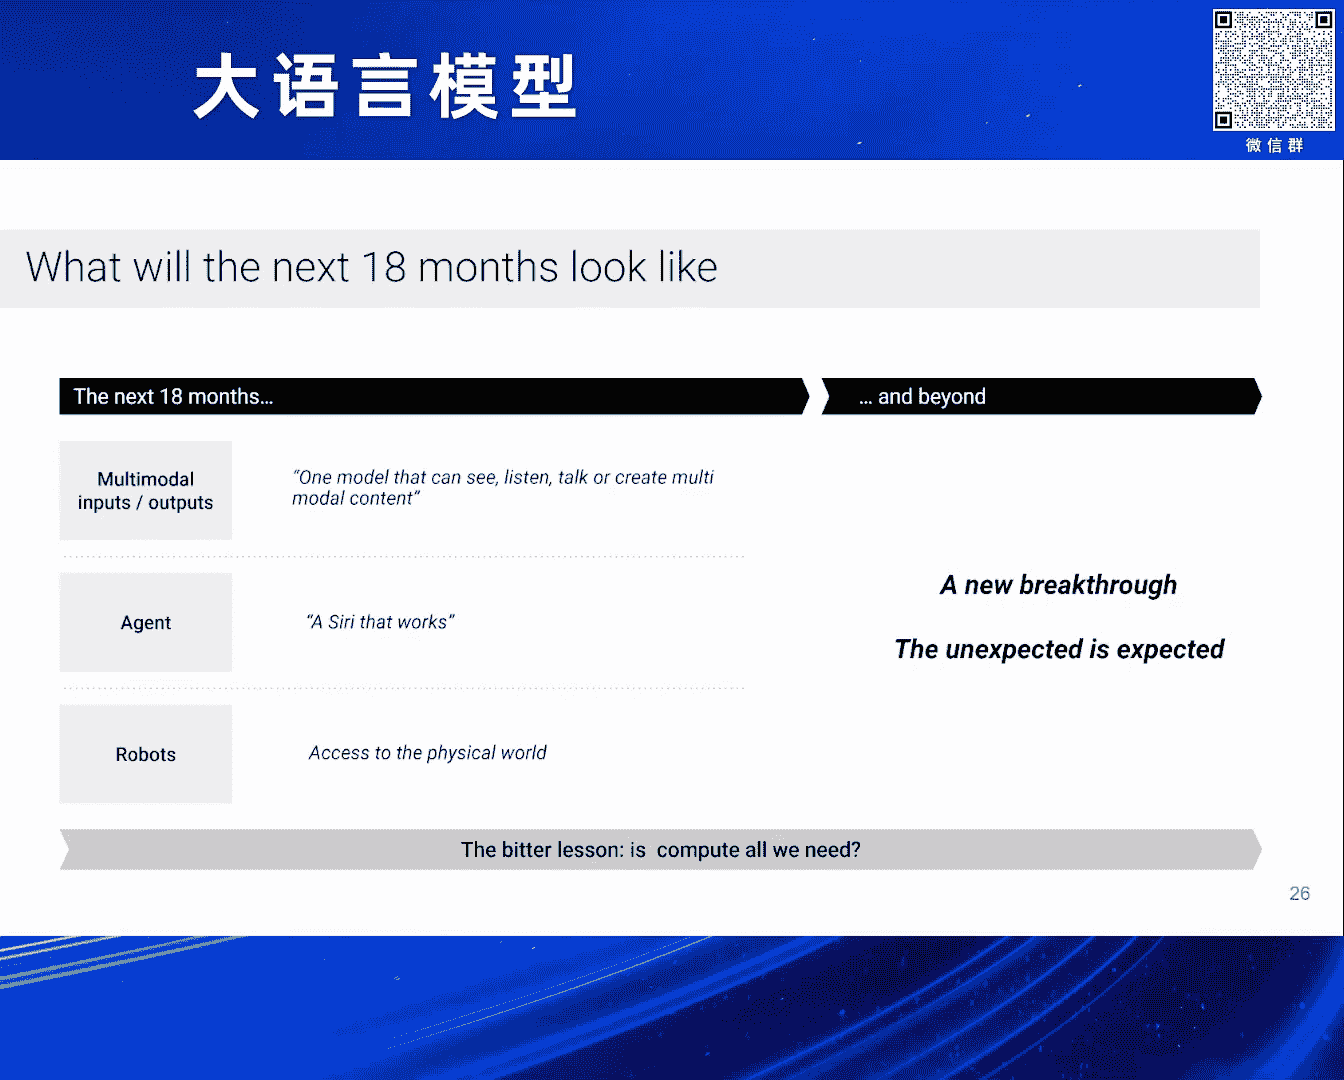 大语言模型
微信群
What will the next 18 months look like
The next 18 months...
... and beyond
Multimodal
inputs / outputs
"One model that can see, listen, talk or create multi
modal content"
Agent
"A Siri that works"
Robots
Access to the physical world
A new breakthrough
The unexpected is expected
The bitter lesson: is  compute all we need?
26